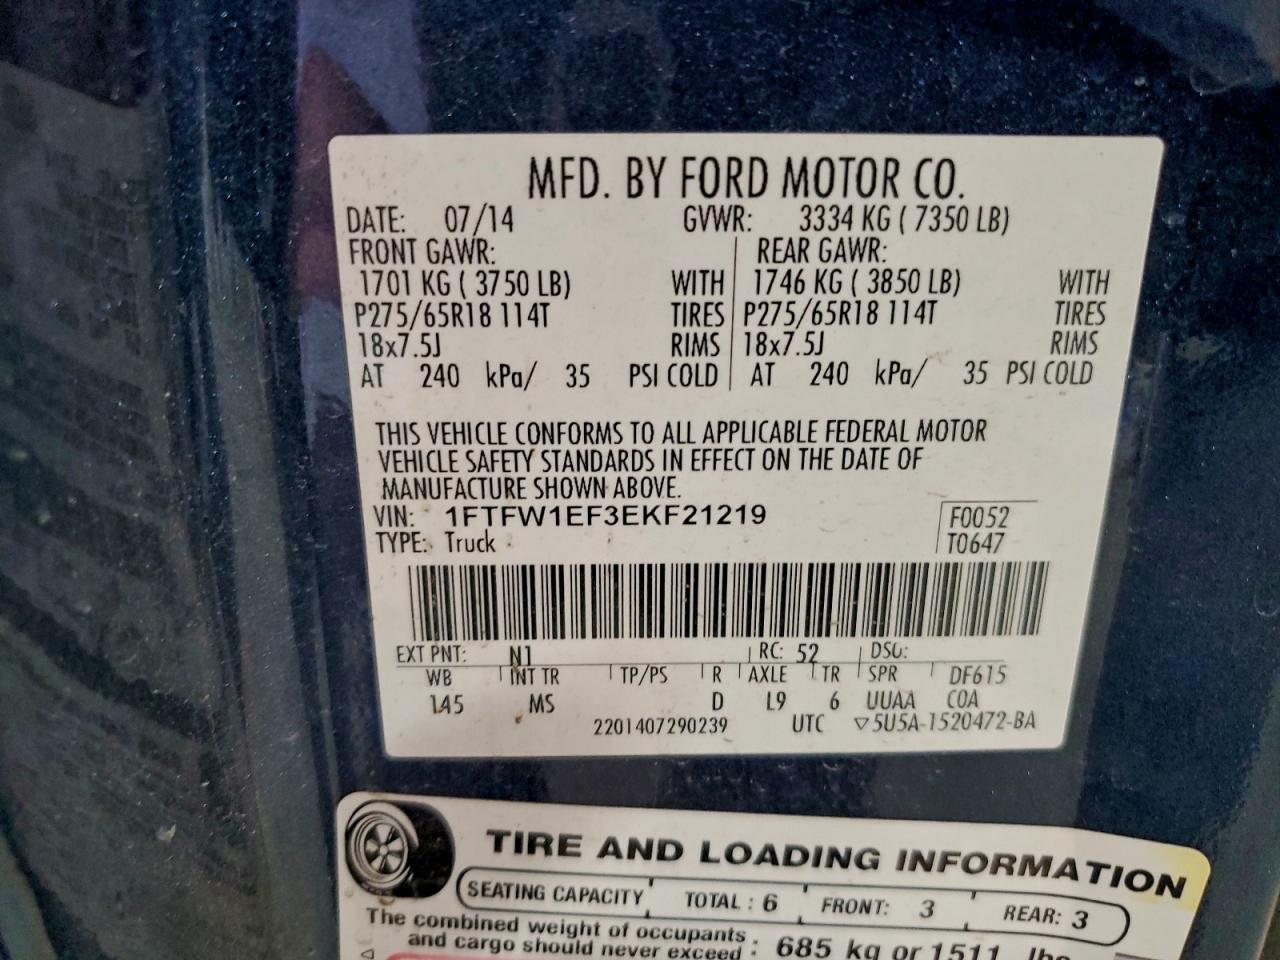 MFD. BY FORD MOTOR CO.
DATE: 07/14 GVWR: 3334 KG ( 7350 LB)
FRONT GAWR: REAR GAWR:
1701 KG ( 3750 LB) WITH 1746 KG ( 3850 LB) WITH
P275/65R18 114T TIRES P275/65R18 114T TIRES
18x7.5J RIMS 18x7.5J RIMS
AT 240 kPa/ 35 PSI COLD AT 240 kPa/ 35 PSI COLD
THIS VEHICLE CONFORMS TO ALL APPLICABLE FEDERAL MOTOR
VEHICLE SAFETY STANDARDS IN EFFECT ON THE DATE OF
MANUFACTURE SHOWN ABOVE.
VIN: 1FTFW1EF3EKF21219 F0052
TYPE: Truck T0647
EXT PNT: N1 RC: 52 DSO:
WB INT TR TP/PS R AXLE TR SPR DF615
145 MS D L9 6 UUAA COA
2201407290239 UTC ▽5U5A-1520472-BA
TIRE AND LOADING INFORMATION
SEATING CAPACITY TOTAL : 6 FRONT: 3 REAR: 3
The combined weight of occupants
and cargo should never exceed : 685 kg or 1511 lbs